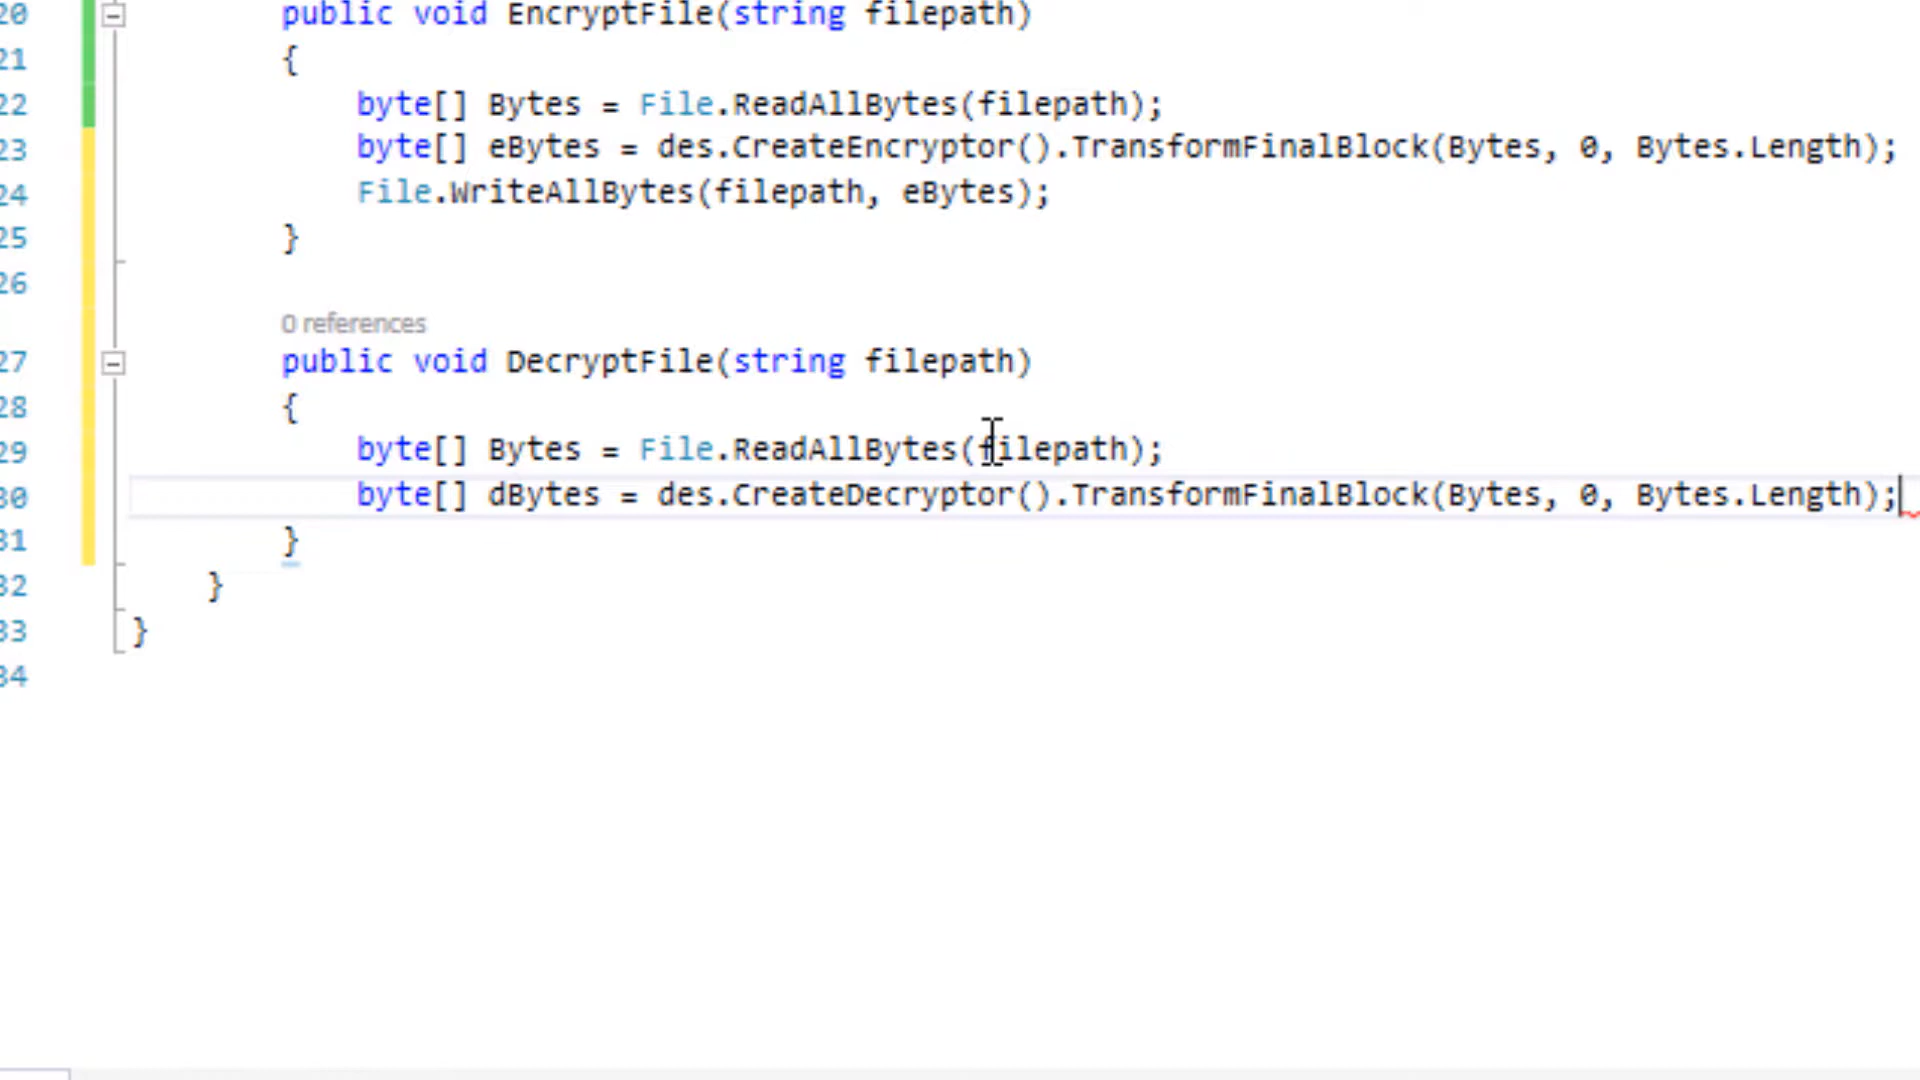 20 public void EncryptFile(string filepath)
21 {
22 byte[] Bytes = File.ReadAllBytes(filepath);
23 byte[] eBytes = des.CreateEncryptor().TransformFinalBlock(Bytes, 0, Bytes.Length);
24 File.WriteAllBytes(filepath, eBytes);
25 }
26
0 references
27 public void DecryptFile(string filepath)
28 {
29 byte[] Bytes = File.ReadAllBytes(filepath);
30 byte[] dBytes = des.CreateDecryptor().TransformFinalBlock(Bytes, 0, Bytes.Length);
31 }
32 }
33 }
34